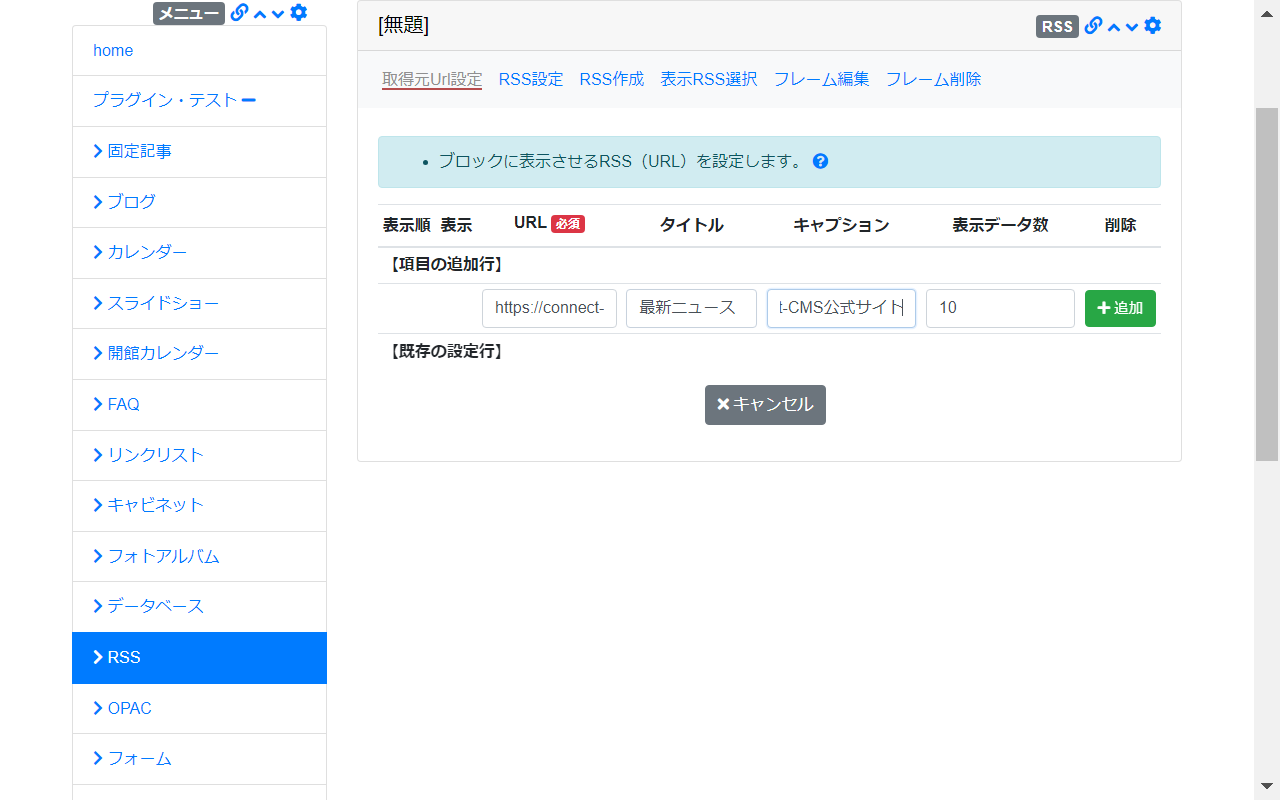 メニュー
home
プラグイン・テスト
固定記事
ブログ
カレンダー
スライドショー
開館カレンダー
FAQ
リンクリスト
キャビネット
フォトアルバム
データベース
RSS
OPAC
フォーム
[無題]
RSS
取得元Url設定 RSS設定 RSS作成 表示RSS選択 フレーム編集 フレーム削除
• ブロックに表示させるRSS（URL）を設定します。
表示順 表示 URL 必須 タイトル キャプション 表示データ数 削除
【項目の追加行】
https://connect- 最新ニュース t-CMS公式サイト 10 追加
【既存の設定行】
キャンセル